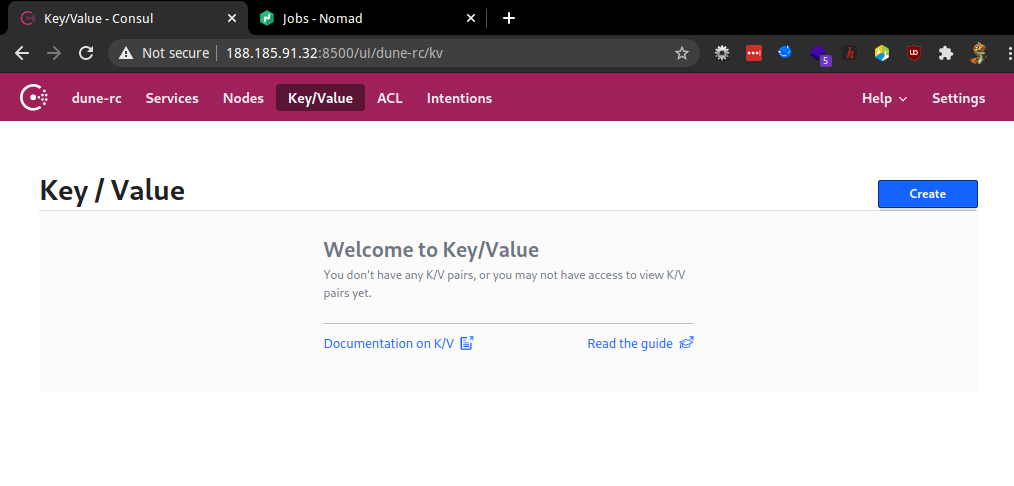 Key/Value - Consul
Jobs - Nomad
Not secure 188.185.91.32:8500/ui/dune-rc/kv
5
h
UD
dune-rc Services Nodes Key/Value ACL Intentions Help Settings
Key / Value
Create
Welcome to Key/Value
You don't have any K/V pairs, or you may not have access to view K/V
pairs yet.
Documentation on K/V Read the guide